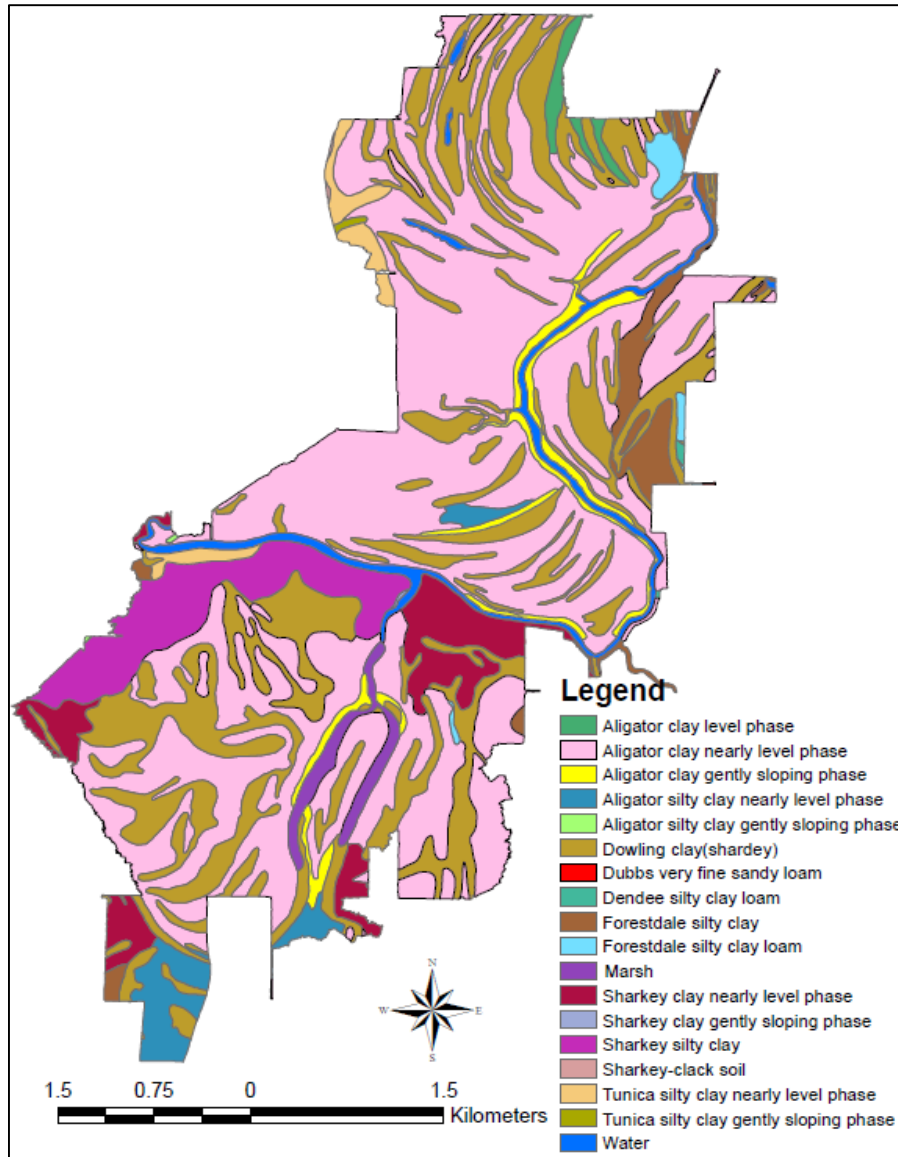 N
W E
S
Legend
Aligator clay level phase
Aligator clay nearly level phase
Aligator clay gently sloping phase
Aligator silty clay nearly level phase
Aligator silty clay gently sloping phase
Dowling clay(shardey)
Dubbs very fine sandy loam
Dendee silty clay loam
Forestdale silty clay
Forestdale silty clay loam
Marsh
Sharkey clay nearly level phase
Sharkey clay gently sloping phase
Sharkey silty clay
Sharkey-clack soil
Tunica silty clay nearly level phase
Tunica silty clay gently sloping phase
Water
1.5 0.75 0 1.5
Kilometers